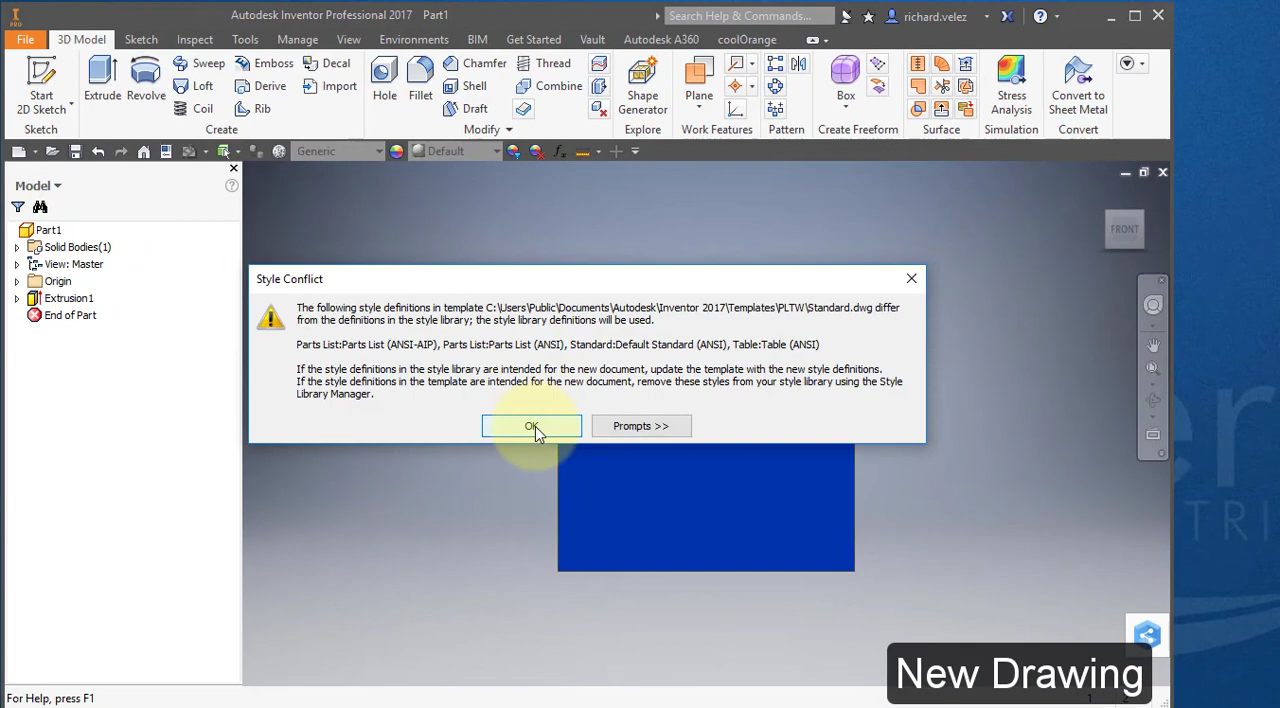 Autodesk Inventor Professional 2017 Part1
Search Help & Commands...
richard.velez
PRO
File 3D Model Sketch Inspect Tools Manage View Environments BIM Get Started Vault Autodesk A360 coolOrange
Start
2D Sketch
Sketch
Extrude
Revolve
Sweep
Loft
Coil
Emboss
Derive
Rib
Decal
Import
Create
Hole
Fillet
Chamfer
Shell
Draft
Thread
Combine
Modify
Shape
Generator
Explore
Plane
Work Features
Pattern
Box
Create Freeform
Surface
Stress
Analysis
Simulation
Convert to
Sheet Metal
Convert
Generic
Default
fx
Model
Part1
Solid Bodies(1)
View: Master
Origin
Extrusion1
End of Part
FRONT
Style Conflict
The following style definitions in template C:\Users\Public\Documents\Autodesk\Inventor 2017\Templates\PLTW\Standard.dwg differ
from the definitions in the style library; the style library definitions will be used.
Parts List:Parts List (ANSI-AIP), Parts List:Parts List (ANSI), Standard:Default Standard (ANSI), Table:Table (ANSI)
If the style definitions in the style library are intended for the new document, update the template with the new style definitions.
If the style definitions in the template are intended for the new document, remove these styles from your style library using the Style
Library Manager.
OK
Prompts >>
New Drawing
For Help, press F1
1 2